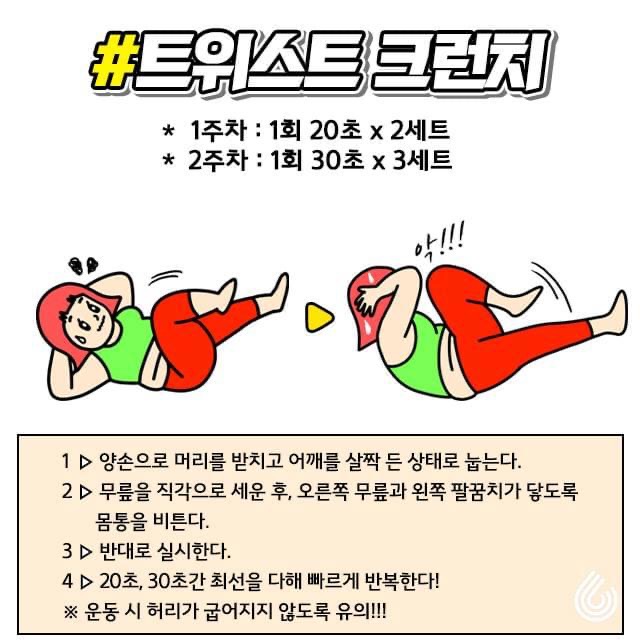 #트위스트 크런치
* 1주차 : 1회 20초 x 2세트
* 2주차 : 1회 30초 x 3세트
악!!!
1 ▷ 양손으로 머리를 받치고 어깨를 살짝 든 상태로 눕는다.
2 ▷ 무릎을 직각으로 세운 후, 오른쪽 무릎과 왼쪽 팔꿈치가 닿도록
몸통을 비튼다.
3 ▷ 반대로 실시한다.
4 ▷ 20초, 30초간 최선을 다해 빠르게 반복한다!
※ 운동 시 허리가 굽어지지 않도록 유의!!!